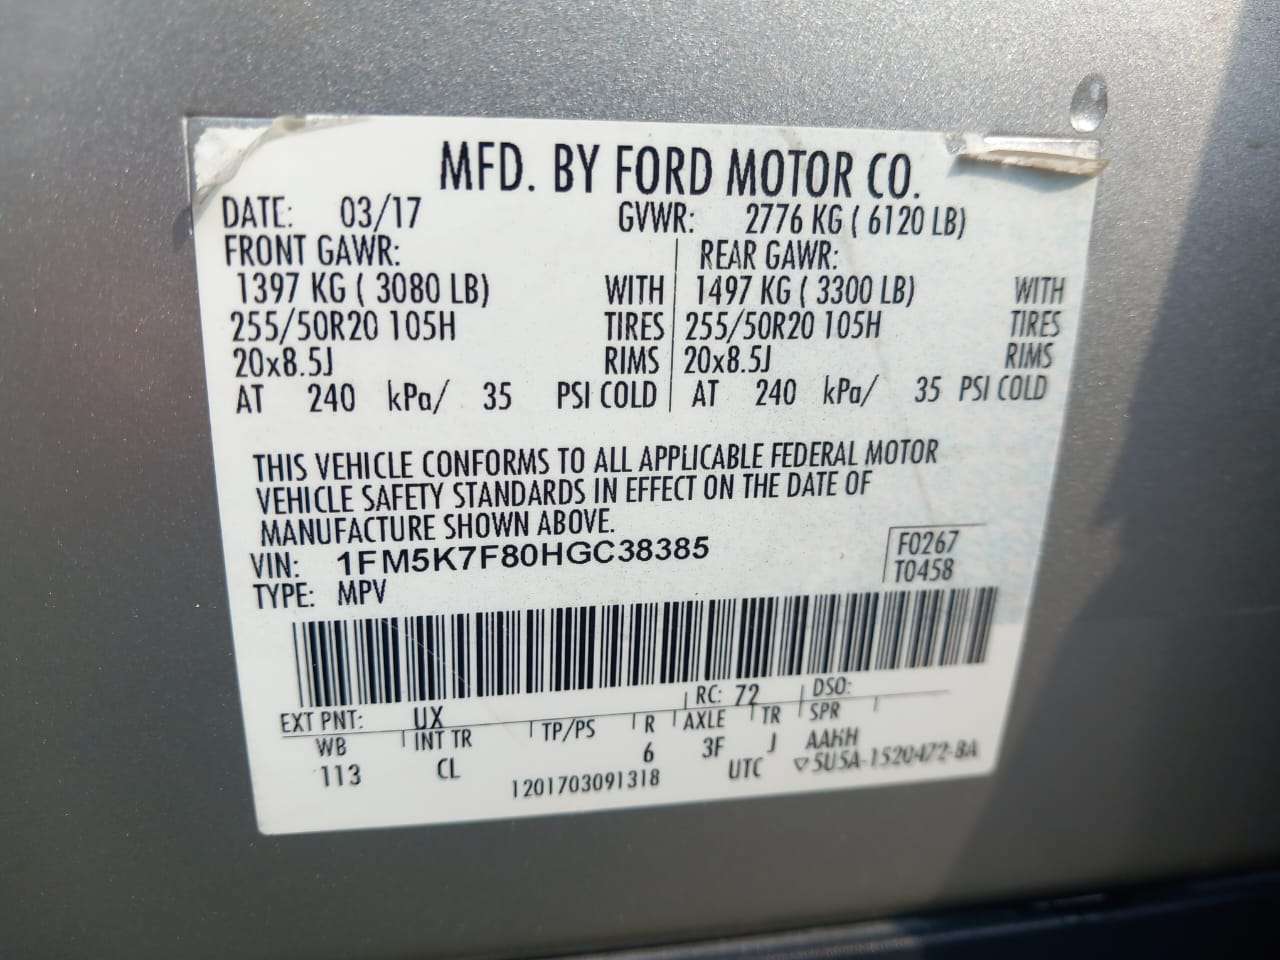 MFD. BY FORD MOTOR CO.
DATE: 03/17 GVWR: 2776 KG ( 6120 LB)
FRONT GAWR: REAR GAWR:
1397 KG ( 3080 LB) WITH 1497 KG ( 3300 LB) WITH
255/50R20 105H TIRES 255/50R20 105H TIRES
20x8.5J RIMS 20x8.5J RIMS
AT 240 kPa/ 35 PSI COLD AT 240 kPa/ 35 PSI COLD
THIS VEHICLE CONFORMS TO ALL APPLICABLE FEDERAL MOTOR
VEHICLE SAFETY STANDARDS IN EFFECT ON THE DATE OF
MANUFACTURE SHOWN ABOVE.
VIN: 1FM5K7F80HGC38385 F0267
TYPE: MPV T0458
EXT PNT: UX RC: 72 DSO:
WB INT TR TP/PS R AXLE TR SPR
113 CL 6 3F J AAHH
1201703091318 UTC ▽5U5A-1520472-BA